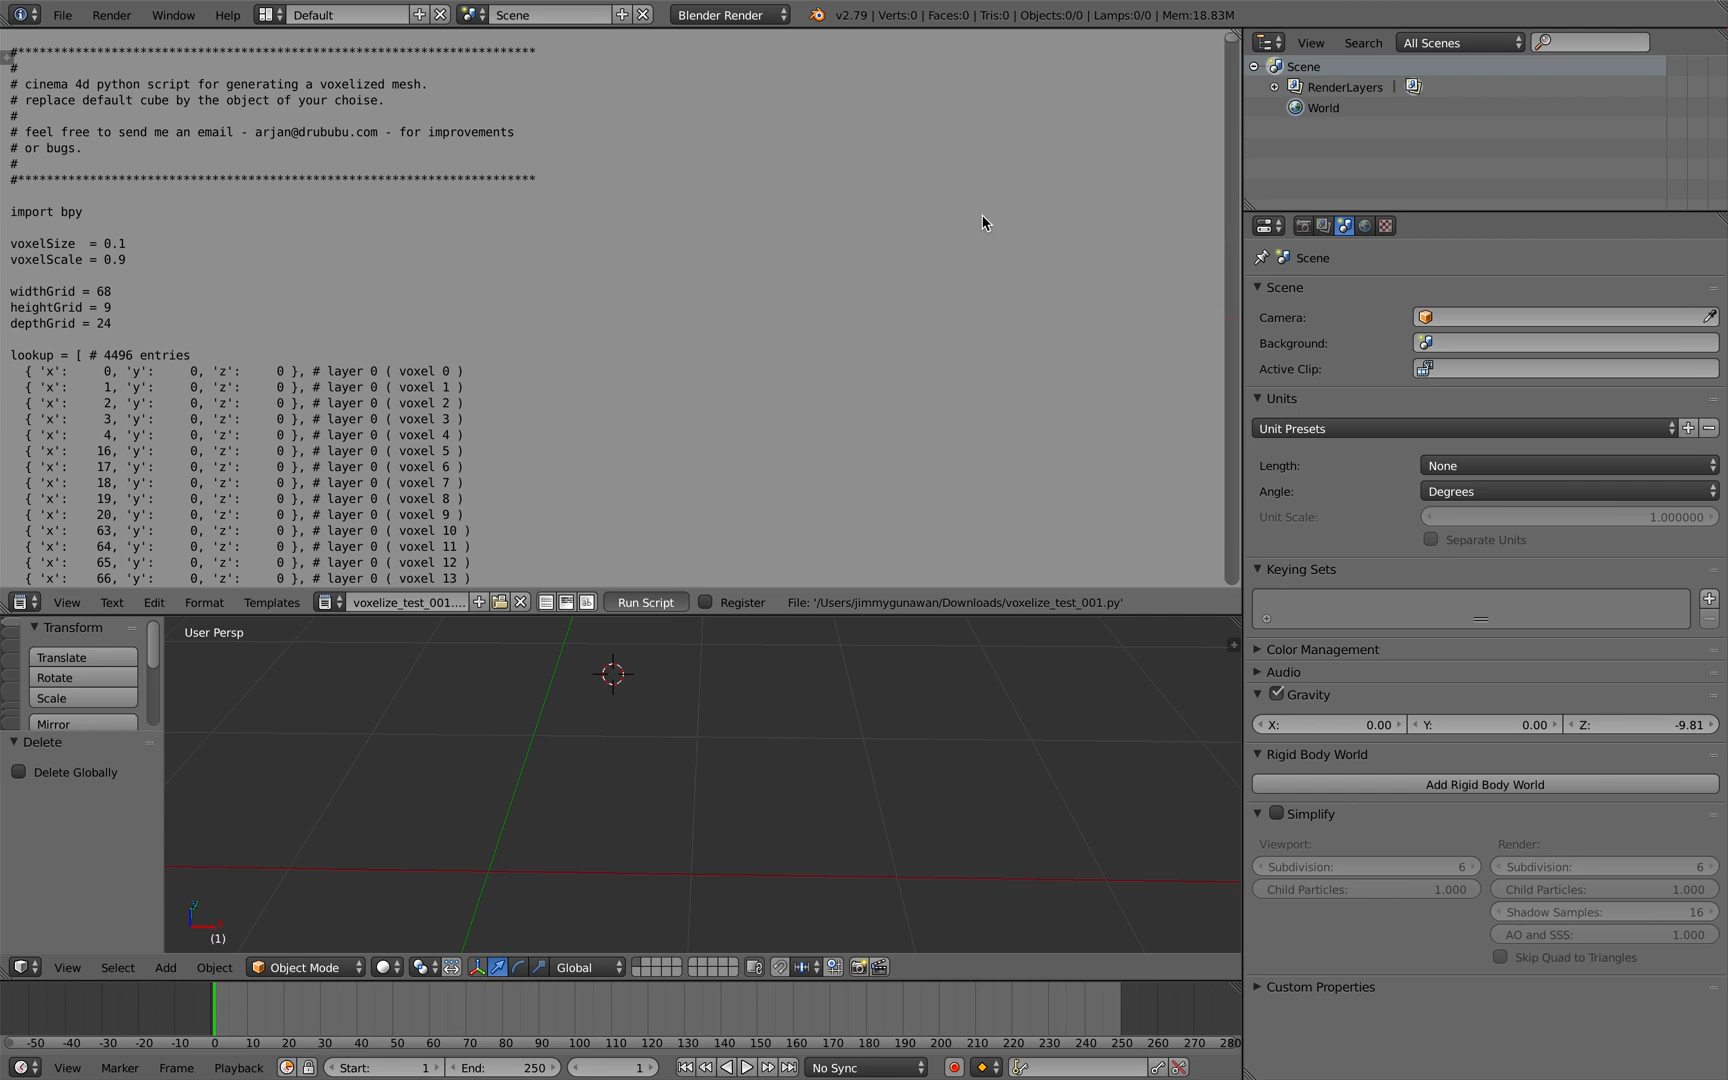 File Render Window Help Default Scene Blender Render v2.79 | Verts:0 | Faces:0 | Tris:0 | Objects:0/0 | Lamps:0/0 | Mem:18.83M
#************************************************************************
#
# cinema 4d python script for generating a voxelized mesh.
# replace default cube by the object of your choise.
#
# feel free to send me an email - arjan@drububu.com - for improvements
# or bugs.
#
#************************************************************************
import bpy
voxelSize  = 0.1
voxelScale = 0.9
widthGrid = 68
heightGrid = 9
depthGrid = 24
lookup = [ # 4496 entries
{ 'x':     0, 'y':     0, 'z':     0 }, # layer 0 ( voxel 0 )
{ 'x':     1, 'y':     0, 'z':     0 }, # layer 0 ( voxel 1 )
{ 'x':     2, 'y':     0, 'z':     0 }, # layer 0 ( voxel 2 )
{ 'x':     3, 'y':     0, 'z':     0 }, # layer 0 ( voxel 3 )
{ 'x':     4, 'y':     0, 'z':     0 }, # layer 0 ( voxel 4 )
{ 'x':    16, 'y':     0, 'z':     0 }, # layer 0 ( voxel 5 )
{ 'x':    17, 'y':     0, 'z':     0 }, # layer 0 ( voxel 6 )
{ 'x':    18, 'y':     0, 'z':     0 }, # layer 0 ( voxel 7 )
{ 'x':    19, 'y':     0, 'z':     0 }, # layer 0 ( voxel 8 )
{ 'x':    20, 'y':     0, 'z':     0 }, # layer 0 ( voxel 9 )
{ 'x':    63, 'y':     0, 'z':     0 }, # layer 0 ( voxel 10 )
{ 'x':    64, 'y':     0, 'z':     0 }, # layer 0 ( voxel 11 )
{ 'x':    65, 'y':     0, 'z':     0 }, # layer 0 ( voxel 12 )
{ 'x':    66, 'y':     0, 'z':     0 }, # layer 0 ( voxel 13 )
View Text Edit Format Templates voxelize_test_001.... Run Script Register File: '/Users/jimmygunawan/Downloads/voxelize_test_001.py'
Transform
Translate
Rotate
Scale
Mirror
Delete
Delete Globally
User Persp
(1)
View Select Add Object Object Mode Global
-50 -40 -30 -20 -10 0 10 20 30 40 50 60 70 80 90 100 110 120 130 140 150 160 170 180 190 200 210 220 230 240 250 260 270 280
View Marker Frame Playback Start: 1 End: 250 1 No Sync
View Search All Scenes
Scene
RenderLayers |
World
Scene
Scene
Camera:
Background:
Active Clip:
Units
Unit Presets
Length: None
Angle: Degrees
Unit Scale: 1.000000
Separate Units
Keying Sets
Color Management
Audio
Gravity
X: 0.00 Y: 0.00 Z: -9.81
Rigid Body World
Add Rigid Body World
Simplify
Viewport: Render:
Subdivision: 6 Subdivision: 6
Child Particles: 1.000 Child Particles: 1.000
Shadow Samples: 16
AO and SSS: 1.000
Skip Quad to Triangles
Custom Properties